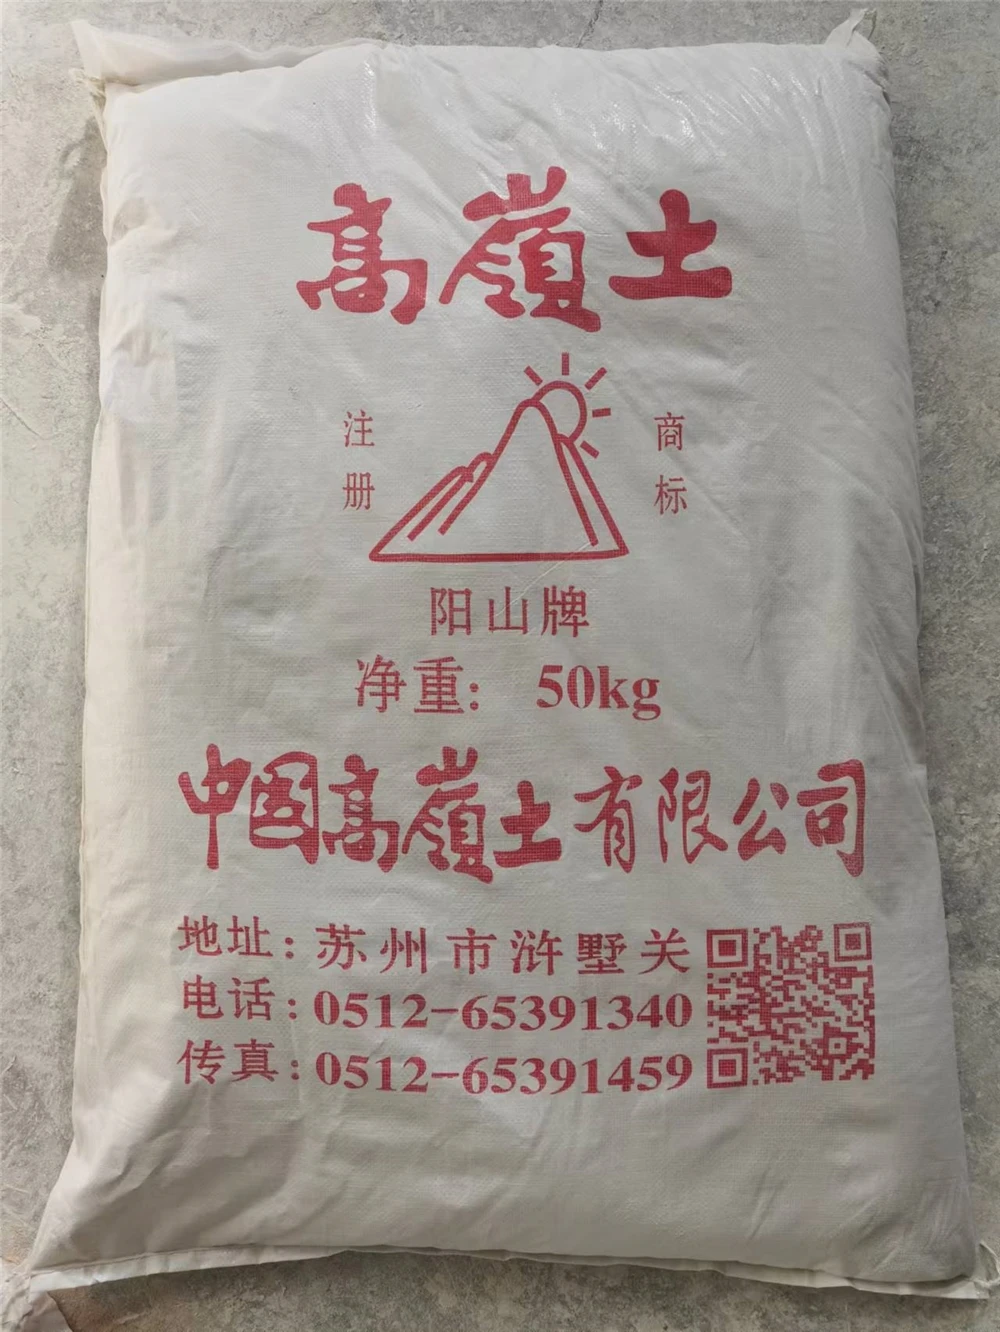 高嶺土
注册 商标
阳山牌
净重： 50kg
中国高嶺土有限公司
地址：苏州市浒墅关
电话：0512-65391340
传真：0512-65391459